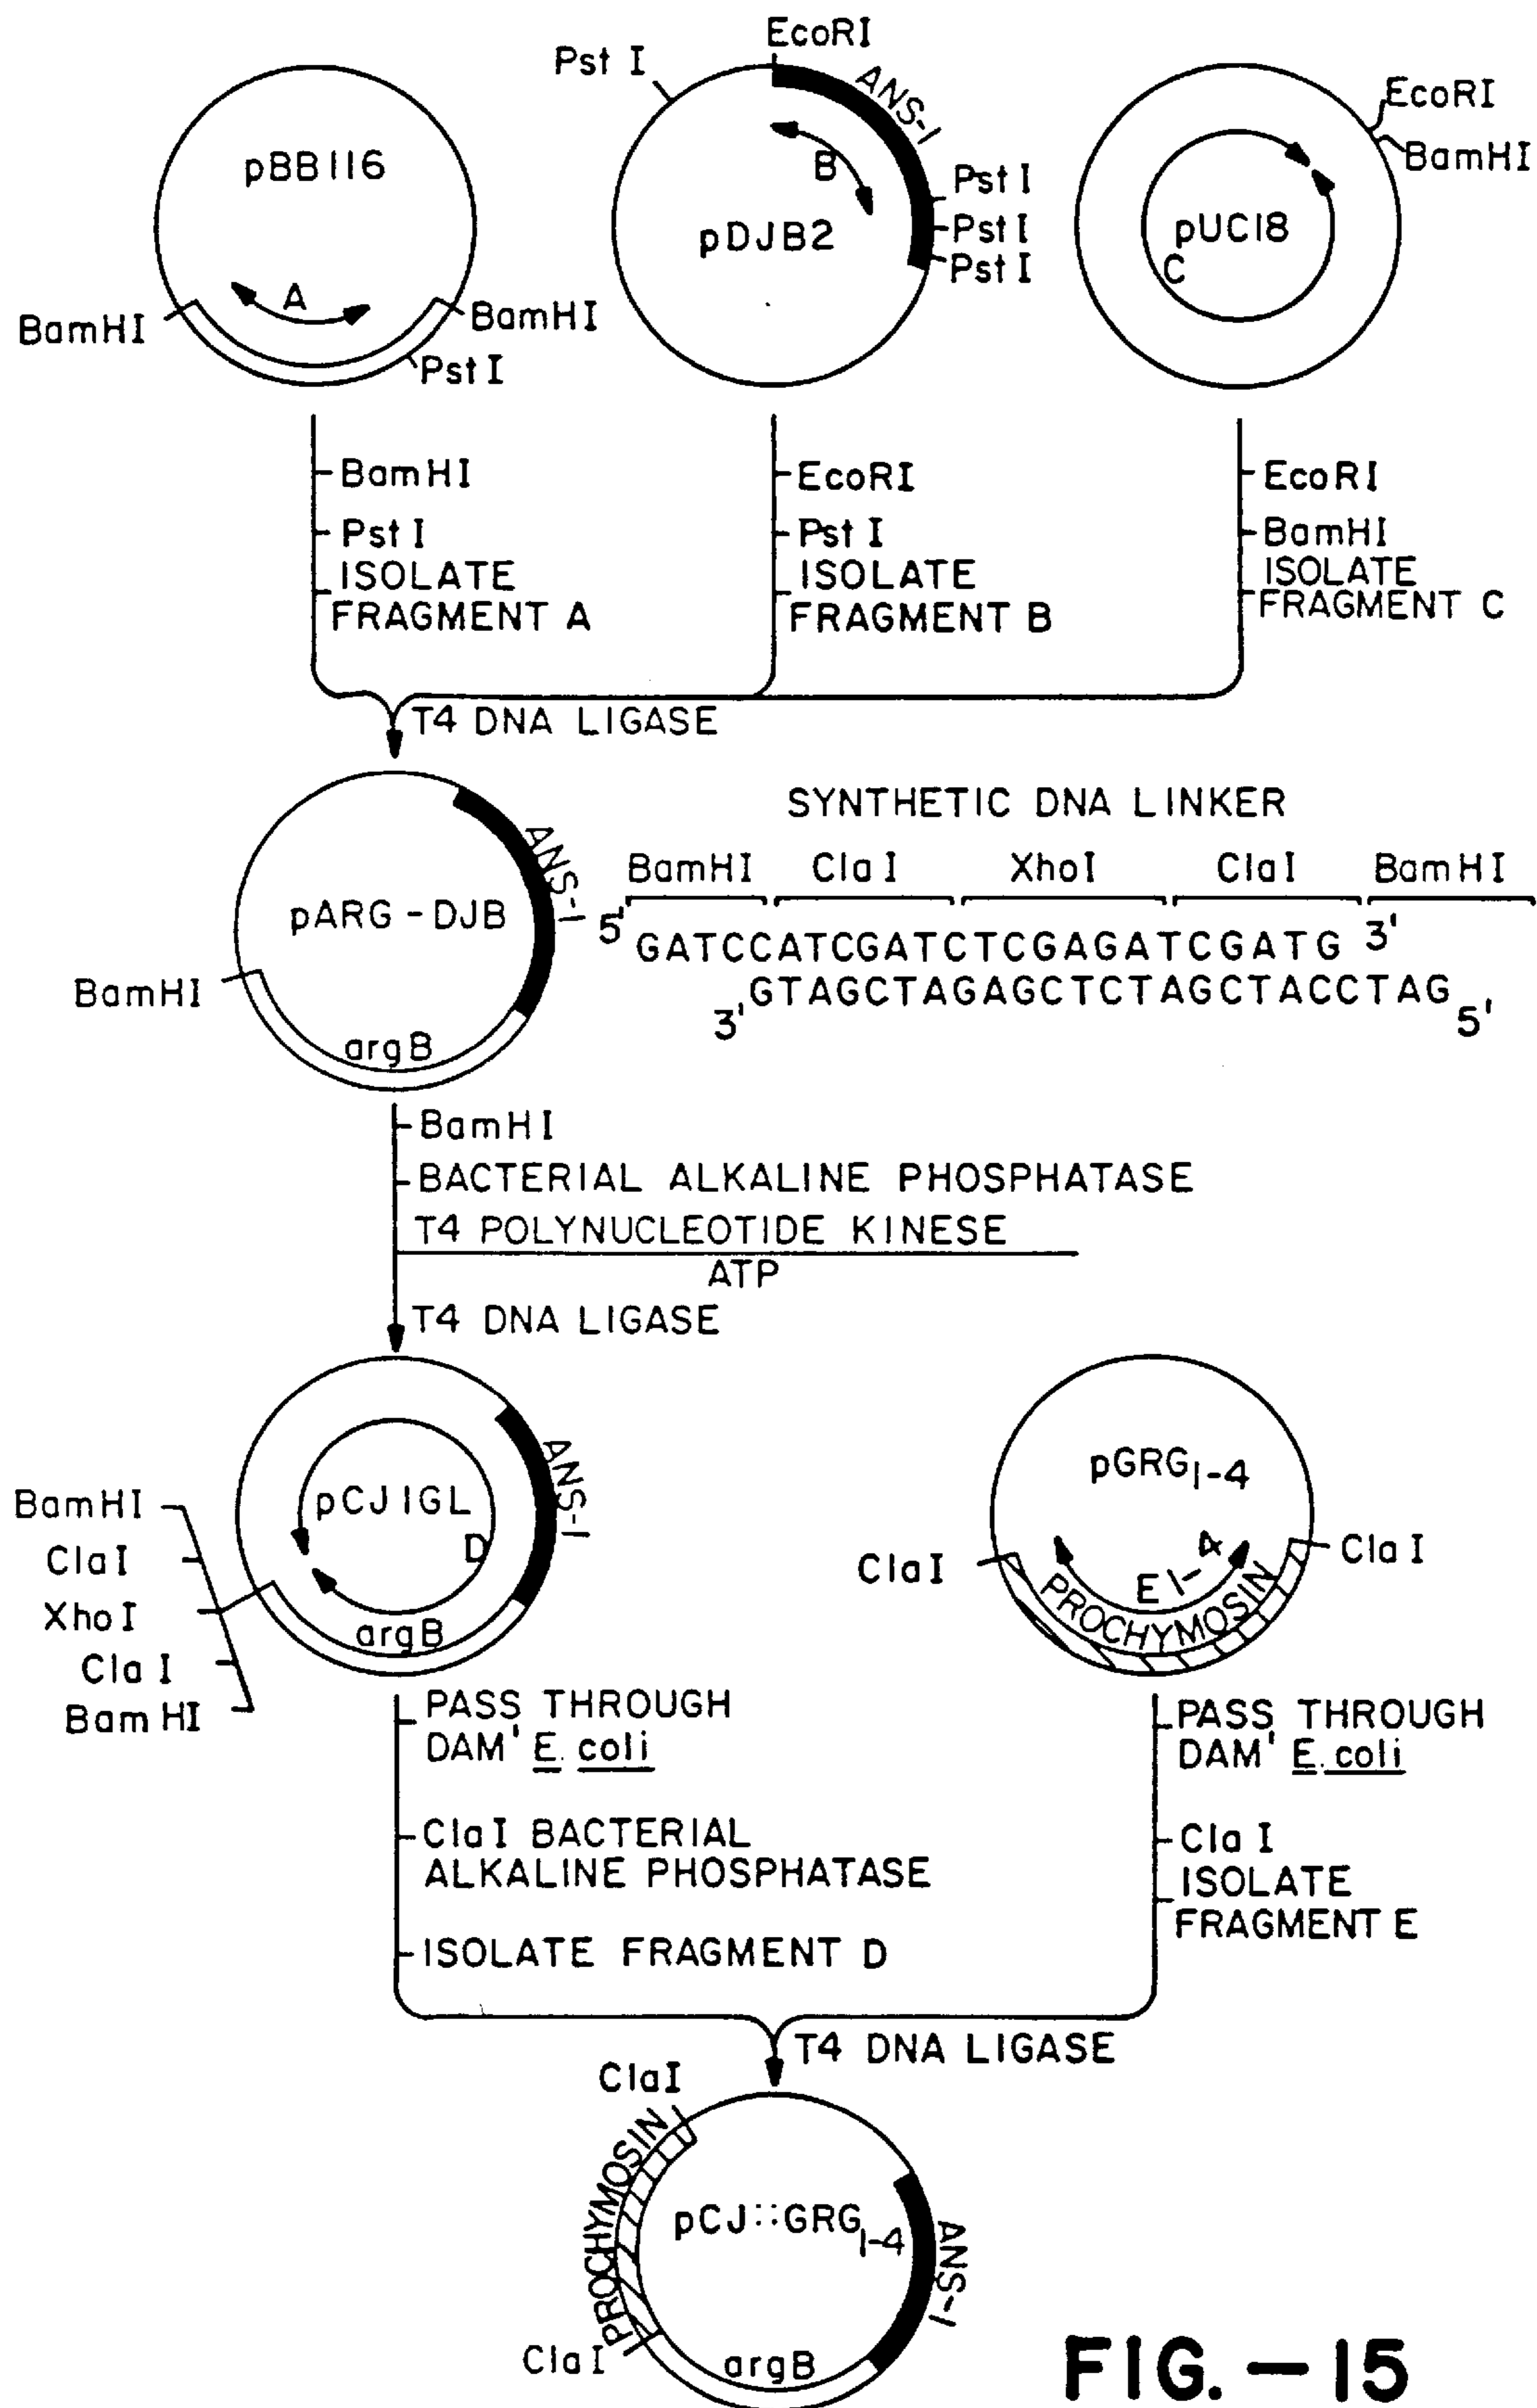 EcoRI
Pst I
ANS-1
EcoRI
BamHI
pBB116
B
Pst I
Pst I
Pst I
pDJB2
pUC18
C
A
BamHI
BamHI
Pst I
BamHI
Pst I
ISOLATE
FRAGMENT A
EcoRI
Pst I
ISOLATE
FRAGMENT B
EcoRI
BamHI
ISOLATE
FRAGMENT C
T4 DNA LIGASE
SYNTHETIC DNA LINKER
BamHI ClaI XhoI ClaI BamHI
5' GATCCATCGATCTCGAGATCGATG 3'
3' GTAGCTAGAGCTCTAGCTACCTAG 5'
ANS-1
pARG-DJB
BamHI
argB
BamHI
BACTERIAL ALKALINE PHOSPHATASE
T4 POLYNUCLEOTIDE KINESE
ATP
T4 DNA LIGASE
ANS-1
pCJ1GL
D
argB
BamHI
ClaI
XhoI
ClaI
BamHI
pGRG1-4
ClaI
ClaI
E1-4
PROCHYMOSIN
PASS THROUGH
DAM' E. coli
ClaI BACTERIAL
ALKALINE PHOSPHATASE
ISOLATE FRAGMENT D
PASS THROUGH
DAM' E. coli
ClaI
ISOLATE
FRAGMENT E
T4 DNA LIGASE
ClaI
PROCHYMOSIN
pCJ::GRG1-4
ANS-1
ClaI
argB
FIG.-15